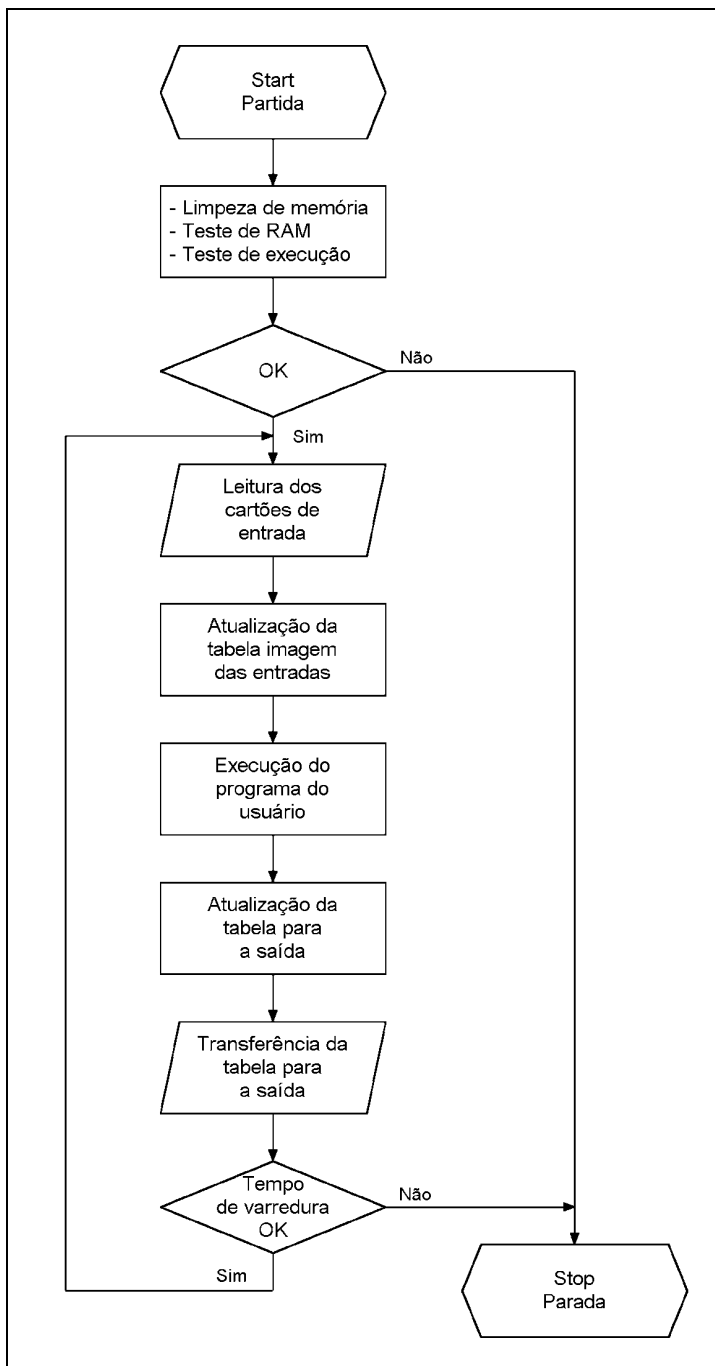 Start
Partida
- Limpeza de memória
- Teste de RAM
- Teste de execução
OK
Não
Sim
Leitura dos
cartões de
entrada
Atualização da
tabela imagem
das entradas
Execução do
programa do
usuário
Atualização da
tabela para
a saída
Transferência da
tabela para
a saída
Tempo
de varredura
OK
Não
Sim
Stop
Parada